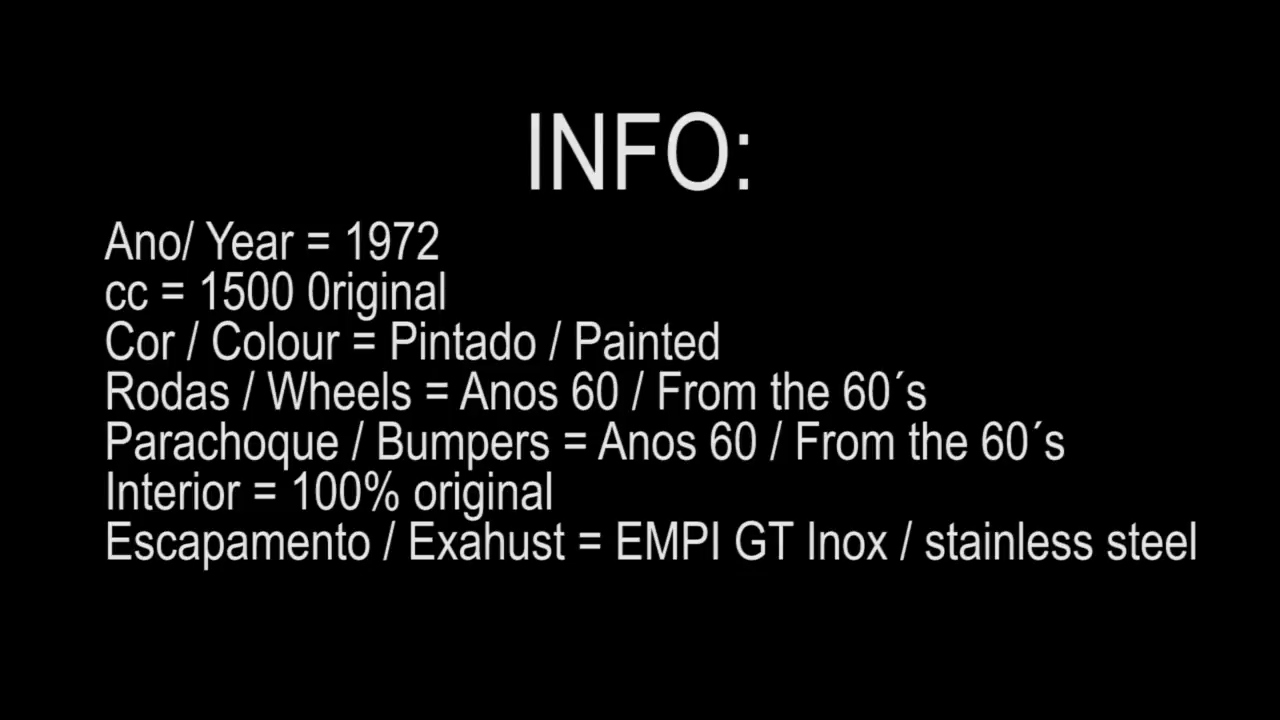 INFO:
Ano/ Year = 1972
cc = 1500 0riginal
Cor / Colour = Pintado / Painted
Rodas / Wheels = Anos 60 / From the 60´s
Parachoque / Bumpers = Anos 60 / From the 60´s
Interior = 100% original
Escapamento / Exahust = EMPI GT Inox / stainless steel